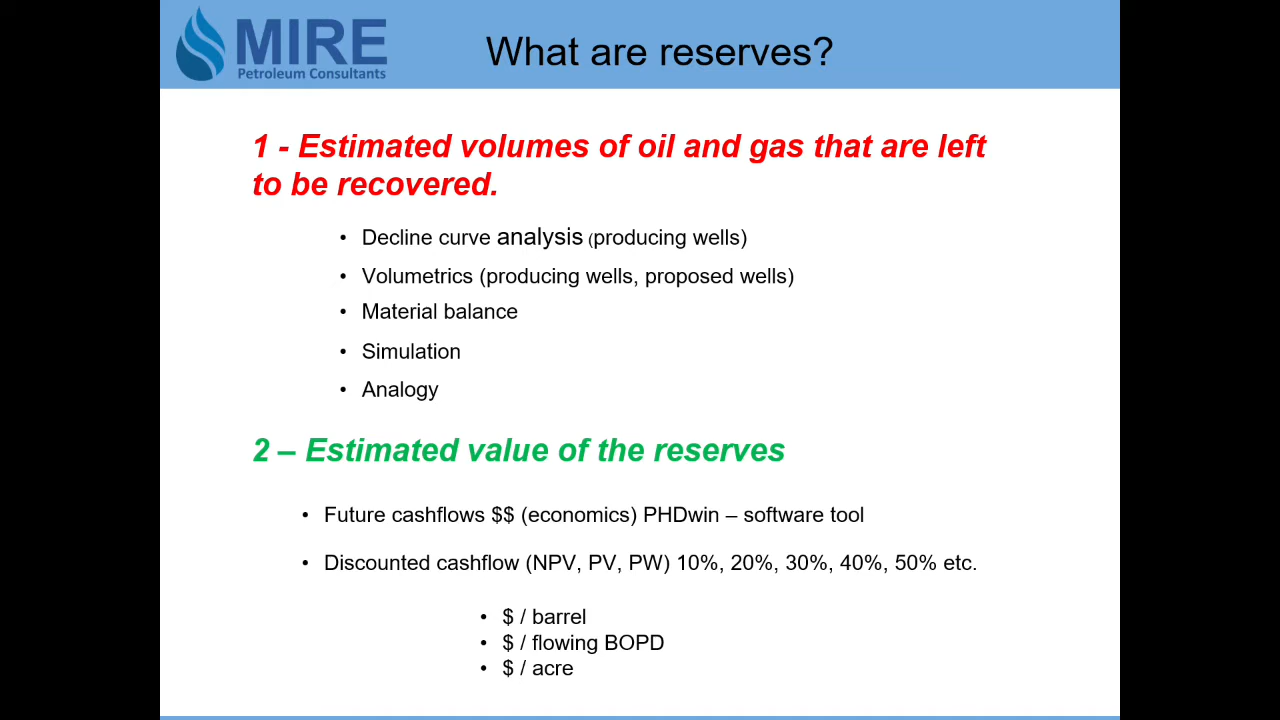 MIRE
Petroleum Consultants
What are reserves?
1 - Estimated volumes of oil and gas that are left
to be recovered.
• Decline curve analysis (producing wells)
• Volumetrics (producing wells, proposed wells)
• Material balance
• Simulation
• Analogy
2 – Estimated value of the reserves
• Future cashflows $$ (economics) PHDwin – software tool
• Discounted cashflow (NPV, PV, PW) 10%, 20%, 30%, 40%, 50% etc.
• $ / barrel
• $ / flowing BOPD
• $ / acre